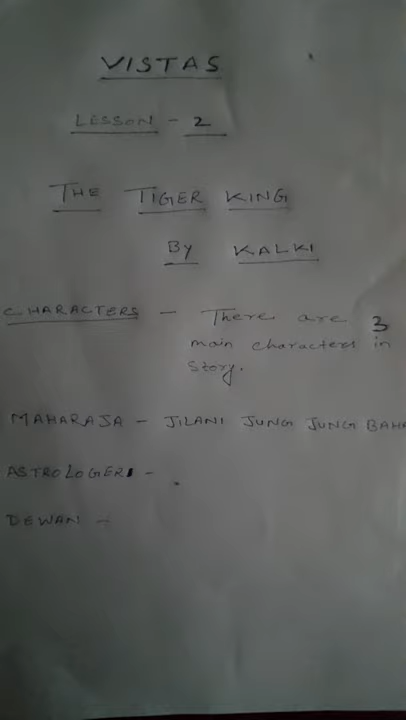 VISTAS
LESSON - 2
THE TIGER KING
By KALKI
CHARACTERS - There are 3
main characters in
story.
MAHARAJA - JILANI JUNG JUNG BAHA
ASTROLOGER -
DEWAN -